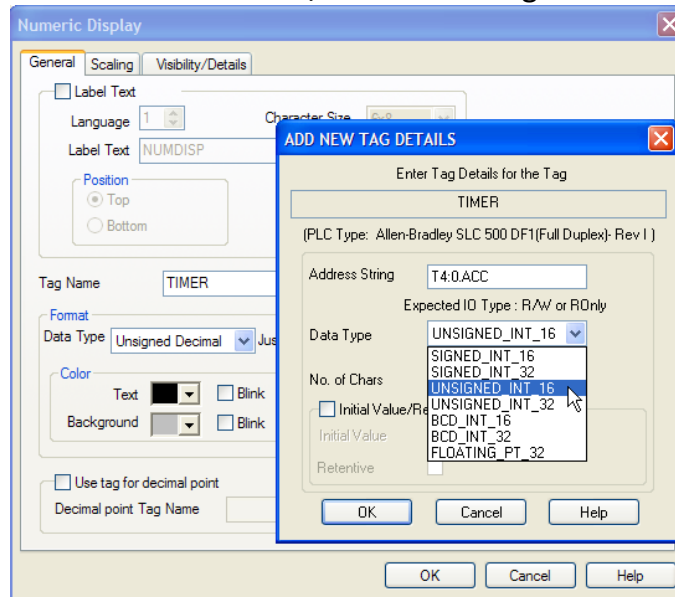 Numeric Display
General Scaling Visibility/Details
Label Text
Language 1 Character Size 6x8
Label Text NUMDISP
Position
Top
Bottom
Tag Name TIMER
Format
Data Type Unsigned Decimal Jus
Color
Text Blink
Background Blink
Use tag for decimal point
Decimal point Tag Name
OK Cancel Help
ADD NEW TAG DETAILS
Enter Tag Details for the Tag
TIMER
(PLC Type: Allen-Bradley SLC 500 DF1(Full Duplex)- Rev I )
Address String T4:0.ACC
Expected IO Type : R/W or ROnly
Data Type UNSIGNED_INT_16
SIGNED_INT_16
SIGNED_INT_32
UNSIGNED_INT_16
UNSIGNED_INT_32
BCD_INT_16
BCD_INT_32
FLOATING_PT_32
No. of Chars
Initial Value/Re
Initial Value
Retentive
OK Cancel Help